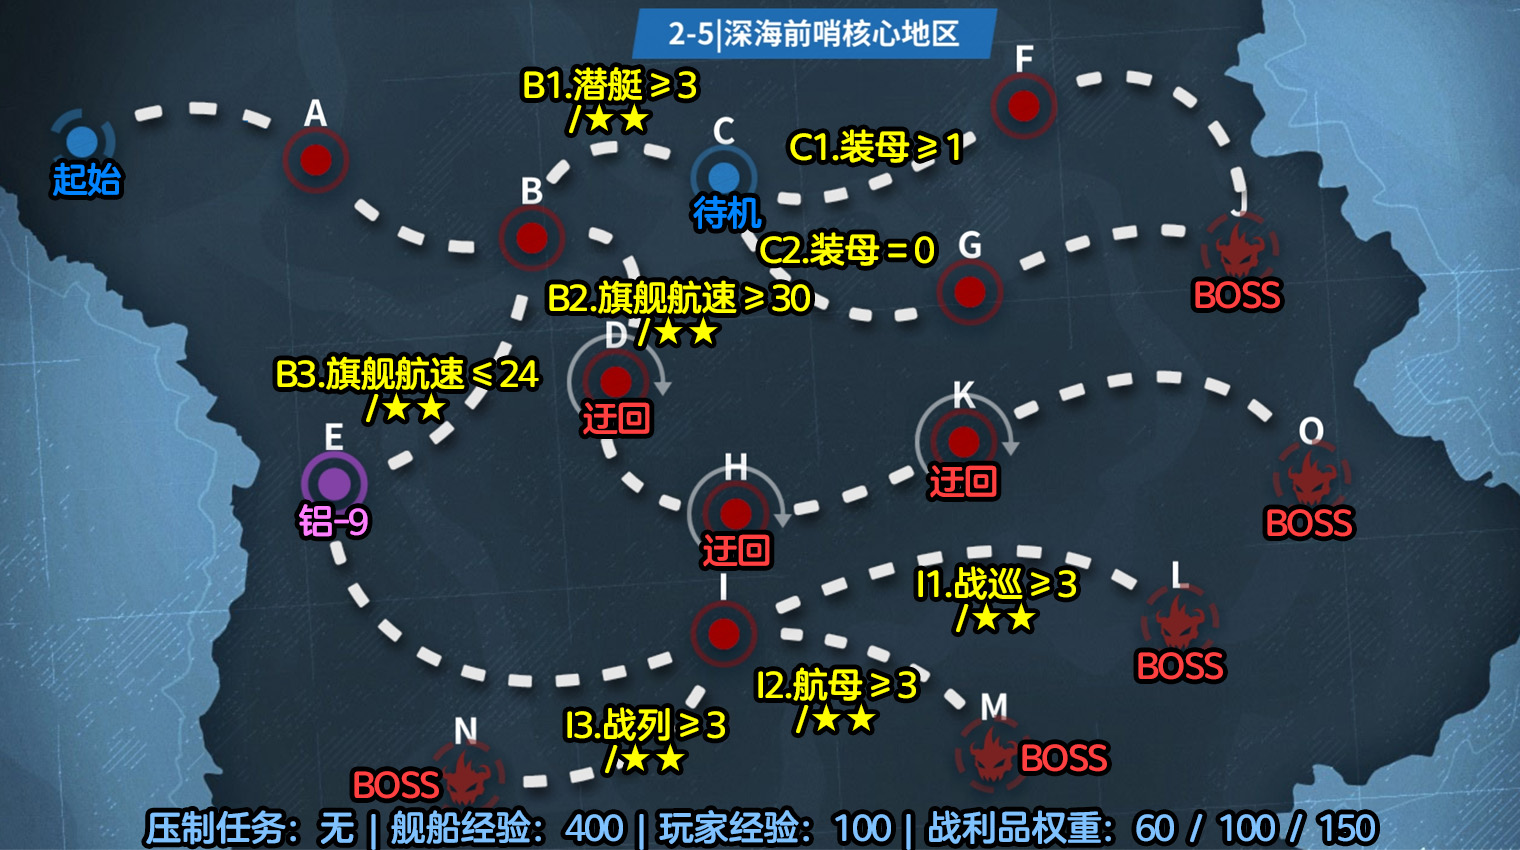 2-5|深海前哨核心地区
F
B1.潜艇≥3
/★★
A
C
C1.装母≥1
起始
B
待机
J
C2.装母=0
G
B2.旗舰航速≥30
/★★
BOSS
D
B3.旗舰航速≤24
/★★
迂回
K
E
O
迂回
H
铝-9
BOSS
迂回
I
I1.战巡≥3
/★★
L
BOSS
I2.航母≥3
/★★
M
I3.战列≥3
/★★
N
BOSS
BOSS
压制任务：无 | 舰船经验：400 | 玩家经验：100 | 战利品权重：60 / 100 / 150